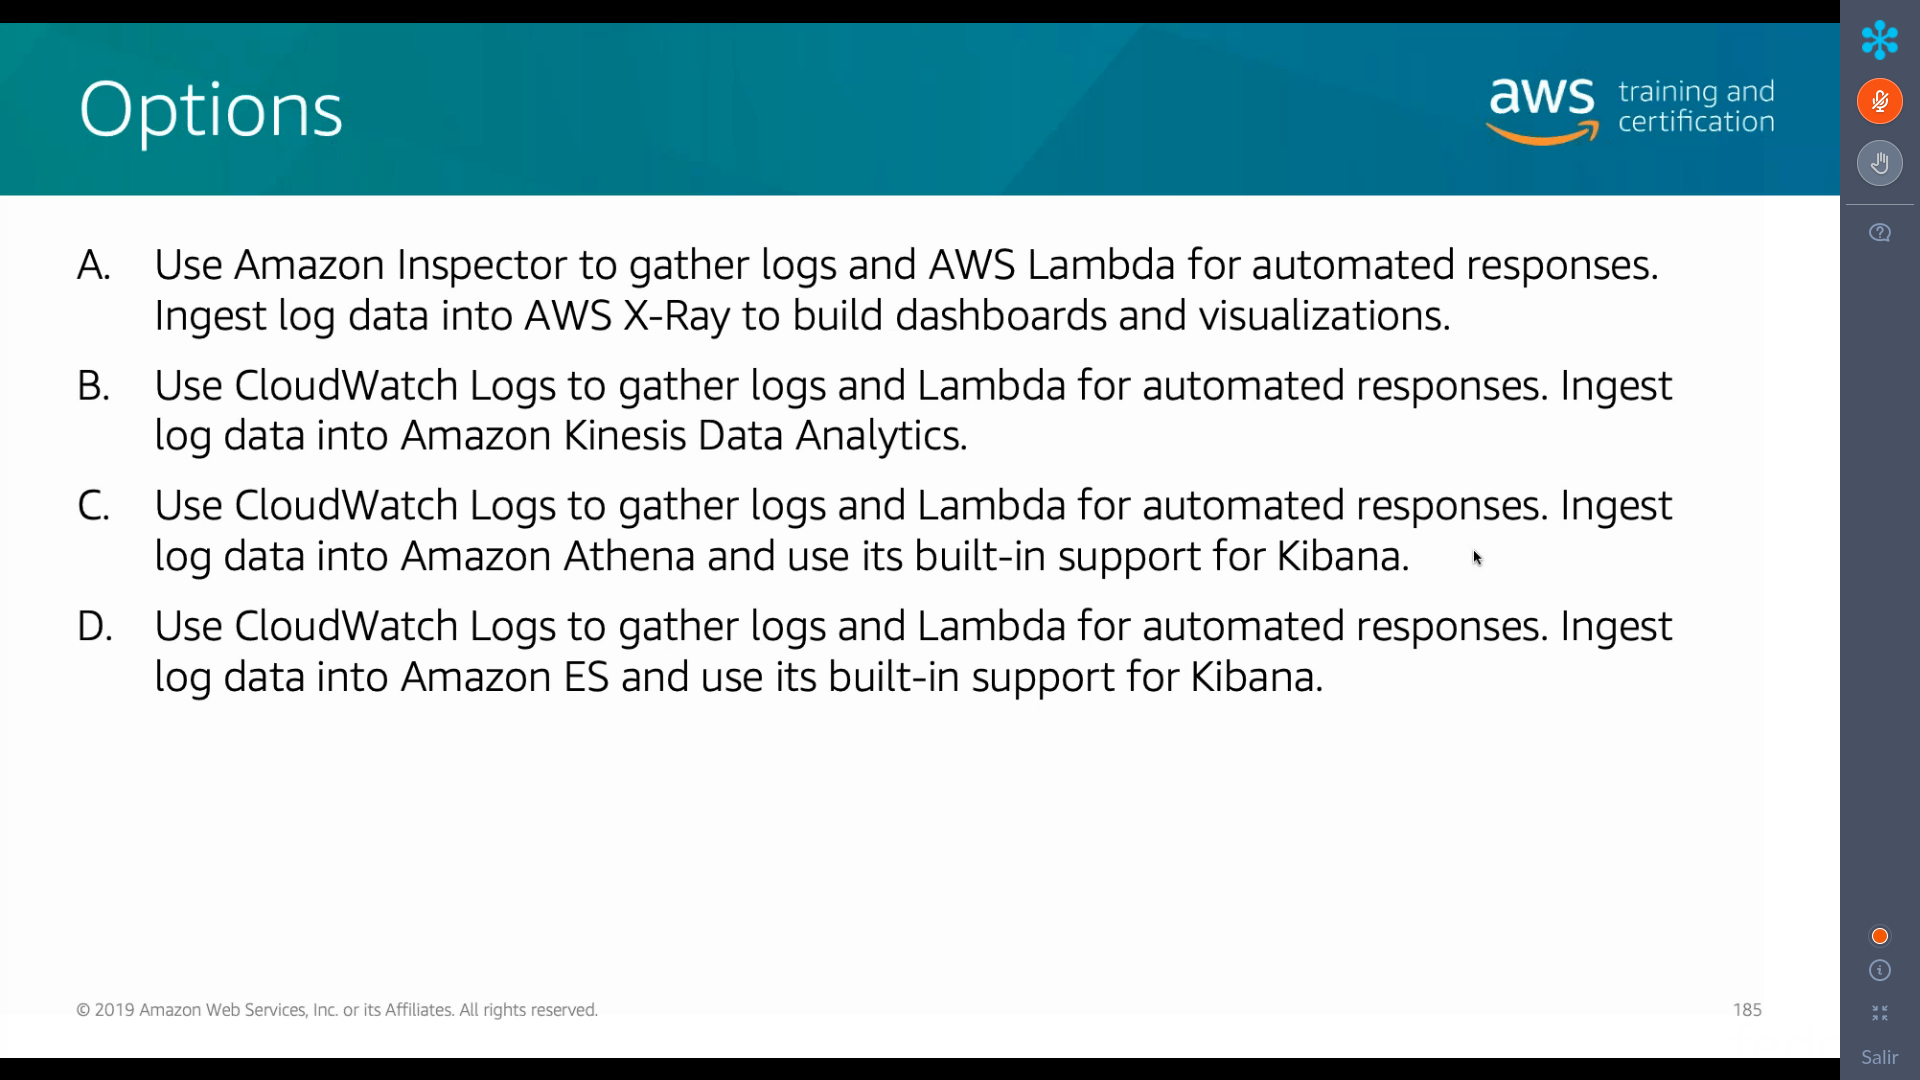 Options
aws training and
certification
A. Use Amazon Inspector to gather logs and AWS Lambda for automated responses.
Ingest log data into AWS X-Ray to build dashboards and visualizations.
B. Use CloudWatch Logs to gather logs and Lambda for automated responses. Ingest
log data into Amazon Kinesis Data Analytics.
C. Use CloudWatch Logs to gather logs and Lambda for automated responses. Ingest
log data into Amazon Athena and use its built-in support for Kibana.
D. Use CloudWatch Logs to gather logs and Lambda for automated responses. Ingest
log data into Amazon ES and use its built-in support for Kibana.
© 2019 Amazon Web Services, Inc. or its Affiliates. All rights reserved.
185
Salir